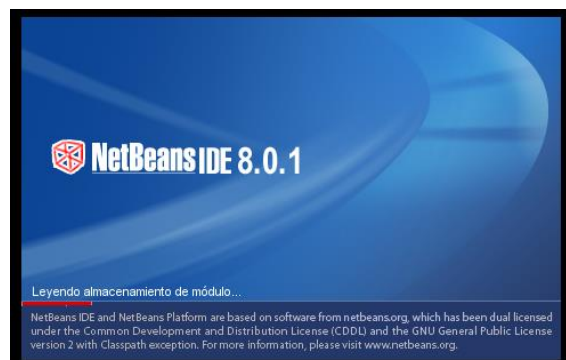 NetBeans IDE 8.0.1
Leyendo almacenamiento de módulo...
NetBeans IDE and NetBeans Platform are based on software from netbeans.org, which has been dual licensed
under the Common Development and Distribution License (CDDL) and the GNU General Public License
version 2 with Classpath exception. For more information, please visit www.netbeans.org.